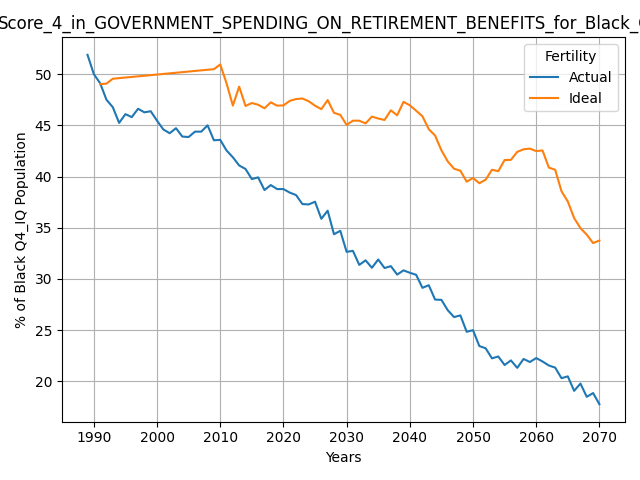 Score_4_in_GOVERNMENT_SPENDING_ON_RETIREMENT_BENEFITS_for_Black_
Fertility
Actual
Ideal
% of Black Q4_IQ Population
50
45
40
35
30
25
20
1990 2000 2010 2020 2030 2040 2050 2060 2070
Years